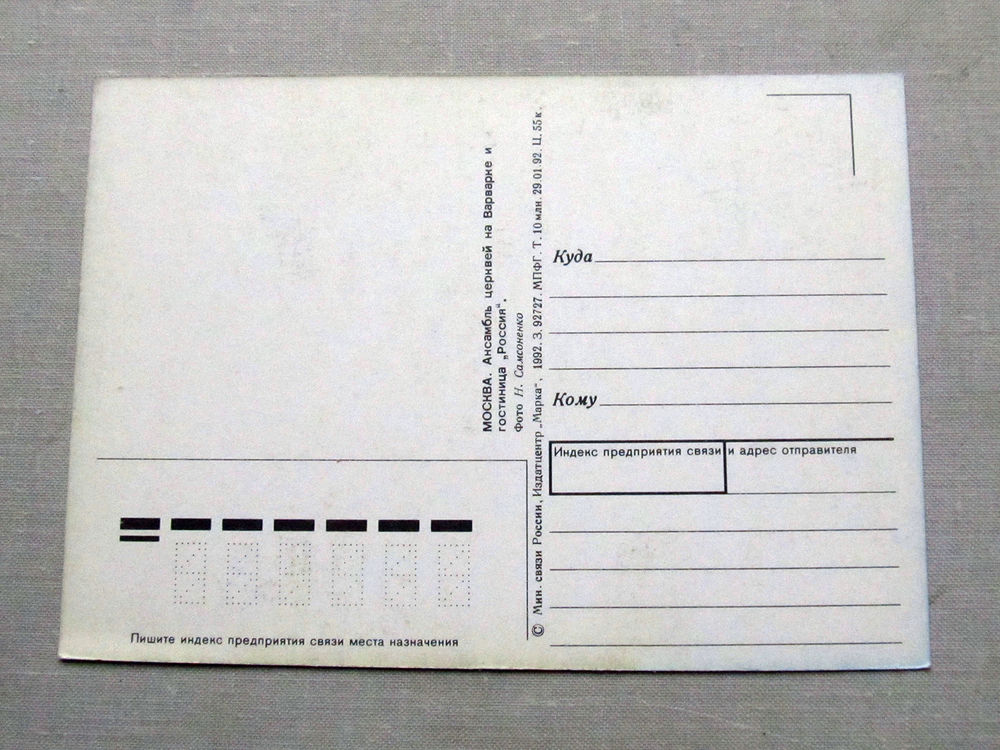 МОСКВА. Ансамбль церквей на Варварке и
гостиница „Россия“.
Фото Н. Самсоненко
© Мин. связи России, Издатцентр „Марка“, 1992. З. 92727. МПФГ. Т. 10 млн. 29.01.92. Ц. 55 к.
Куда
Кому
Индекс предприятия связи и адрес отправителя
Пишите индекс предприятия связи места назначения